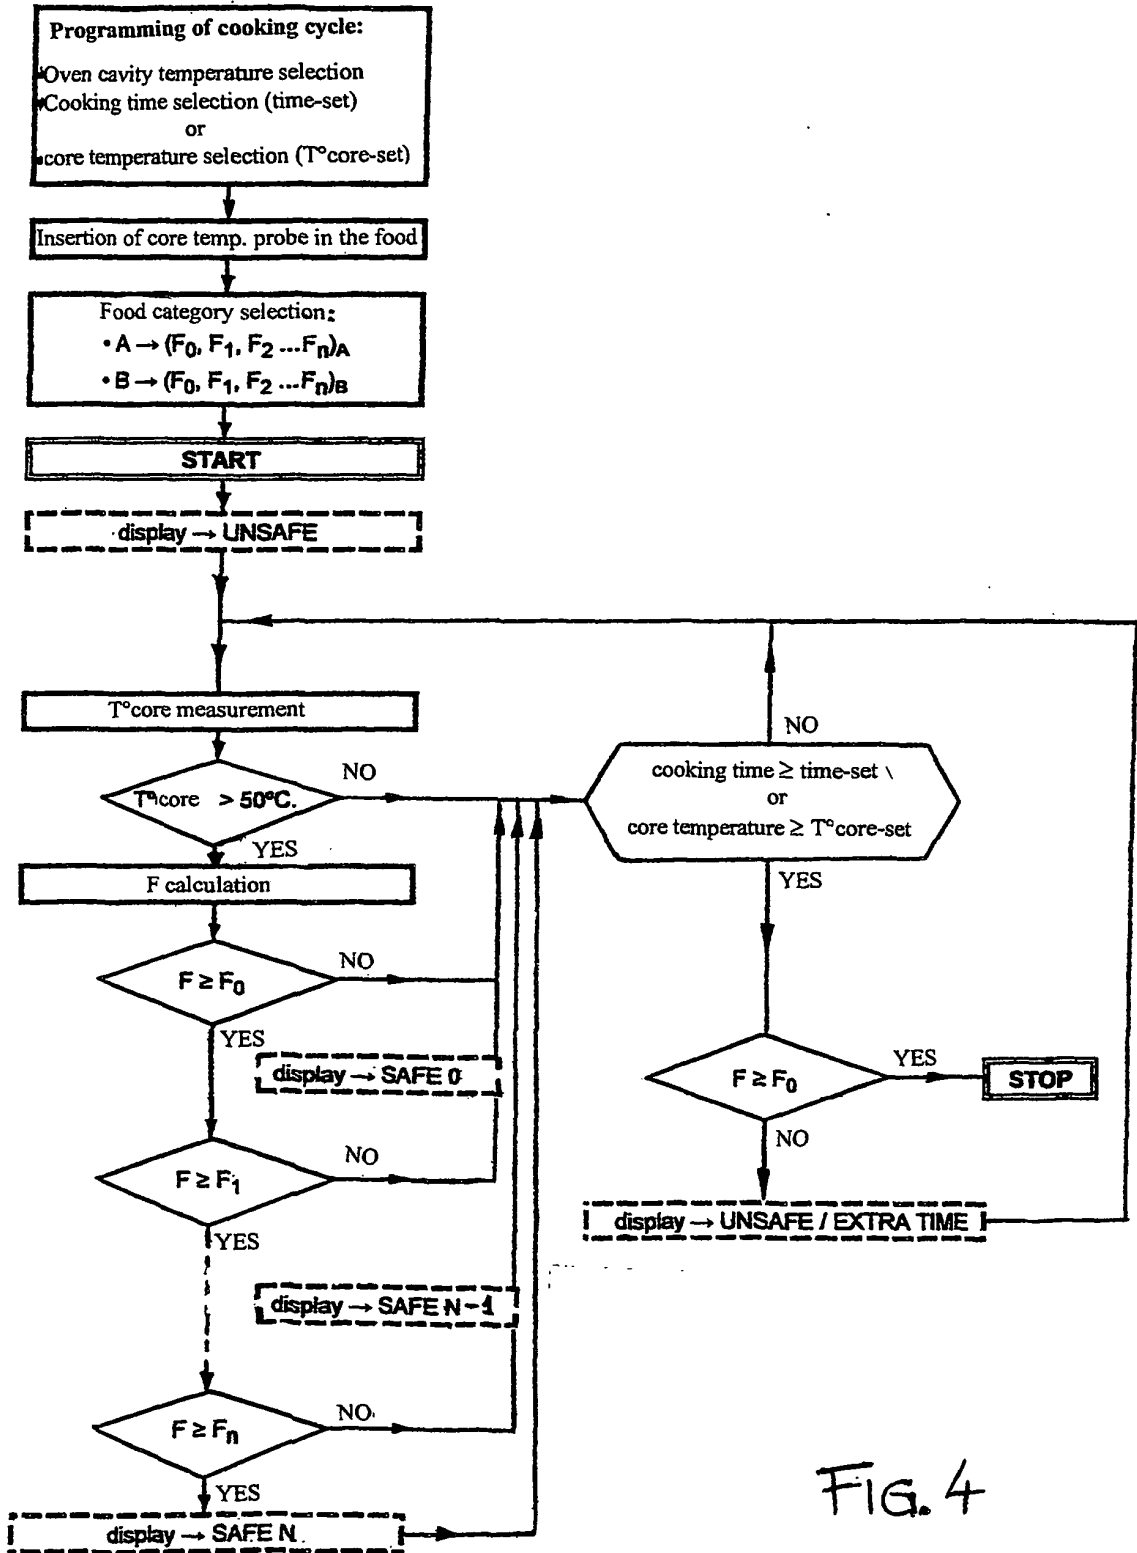 Programming of cooking cycle:
•Oven cavity temperature selection
•Cooking time selection (time-set)
or
•core temperature selection (T°core-set)
Insertion of core temp. probe in the food
Food category selection:
• A → (F₀, F₁, F₂ ...Fₙ)A
• B → (F₀, F₁, F₂ ...Fₙ)B
START
display → UNSAFE
T°core measurement
T°core > 50°C.
NO
YES
F calculation
F ≥ F₀
NO
YES
display → SAFE 0
F ≥ F₁
NO
YES
display → SAFE N-1
F ≥ Fₙ
NO
YES
display → SAFE N
NO
cooking time ≥ time-set
or
core temperature ≥ T°core-set
YES
F ≥ F₀
YES
STOP
NO
display → UNSAFE / EXTRA TIME
FIG. 4